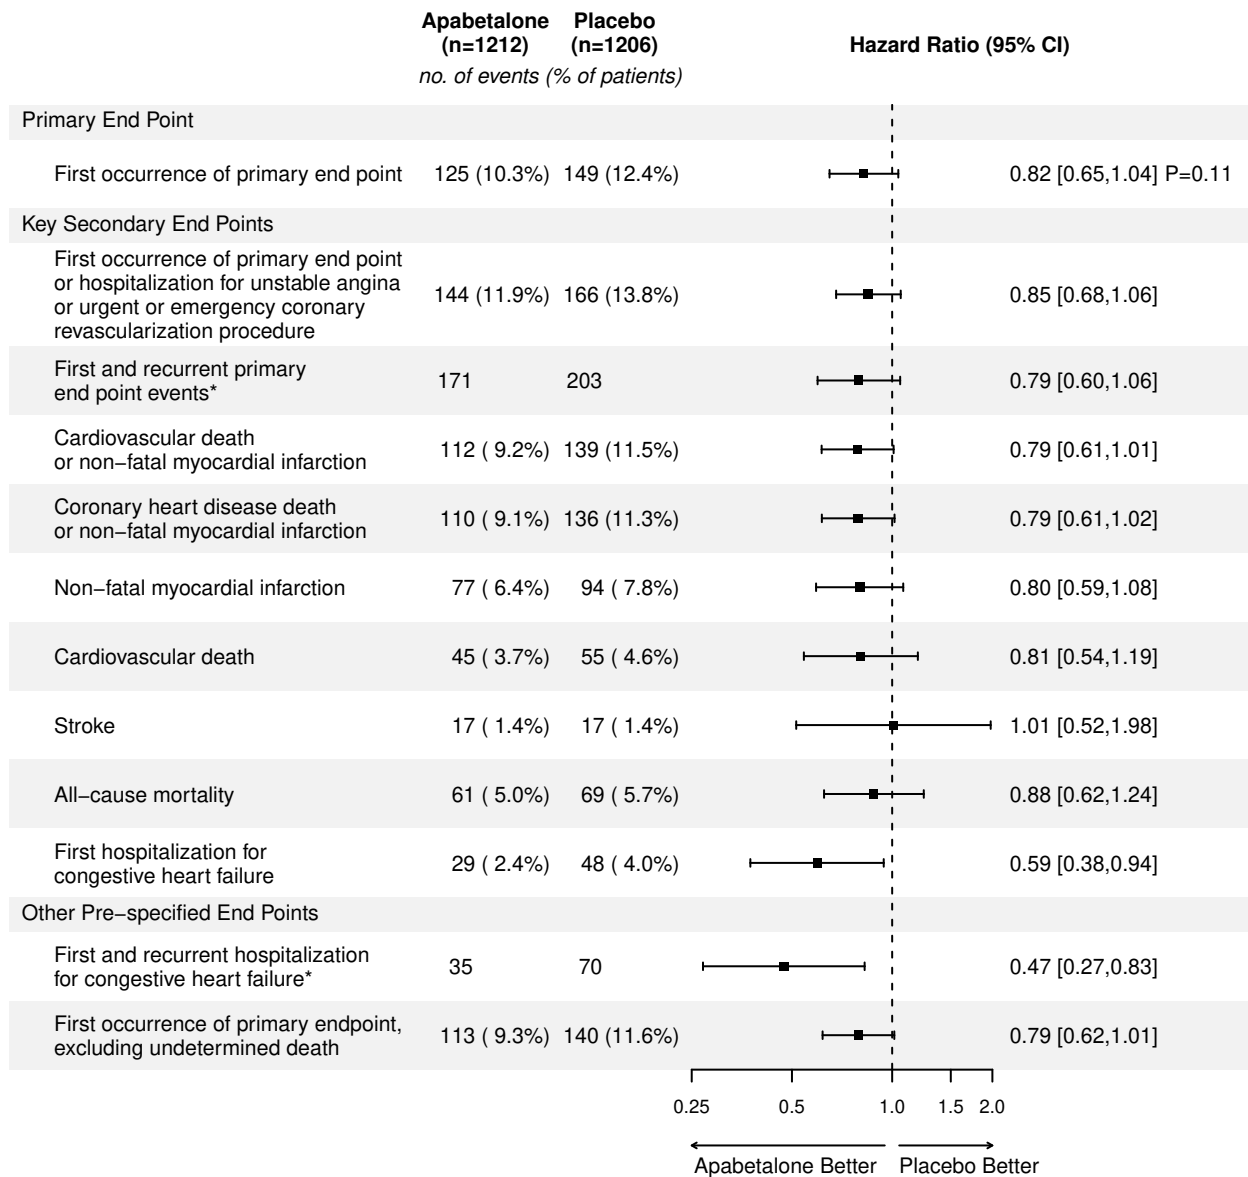 Apabetalone Placebo
(n=1212) (n=1206) Hazard Ratio (95% CI)
no. of events (% of patients)
Primary End Point
First occurrence of primary end point 125 (10.3%) 149 (12.4%) 0.82 [0.65,1.04] P=0.11
Key Secondary End Points
First occurrence of primary end point
or hospitalization for unstable angina
or urgent or emergency coronary
revascularization procedure
144 (11.9%) 166 (13.8%) 0.85 [0.68,1.06]
First and recurrent primary
end point events*
171 203 0.79 [0.60,1.06]
Cardiovascular death
or non−fatal myocardial infarction
112 ( 9.2%) 139 (11.5%) 0.79 [0.61,1.01]
Coronary heart disease death
or non−fatal myocardial infarction
110 ( 9.1%) 136 (11.3%) 0.79 [0.61,1.02]
Non−fatal myocardial infarction 77 ( 6.4%) 94 ( 7.8%) 0.80 [0.59,1.08]
Cardiovascular death 45 ( 3.7%) 55 ( 4.6%) 0.81 [0.54,1.19]
Stroke 17 ( 1.4%) 17 ( 1.4%) 1.01 [0.52,1.98]
All−cause mortality 61 ( 5.0%) 69 ( 5.7%) 0.88 [0.62,1.24]
First hospitalization for
congestive heart failure
29 ( 2.4%) 48 ( 4.0%) 0.59 [0.38,0.94]
Other Pre−specified End Points
First and recurrent hospitalization
for congestive heart failure*
35 70 0.47 [0.27,0.83]
First occurrence of primary endpoint,
excluding undetermined death
113 ( 9.3%) 140 (11.6%) 0.79 [0.62,1.01]
0.25 0.5 1.0 1.5 2.0
Apabetalone Better Placebo Better